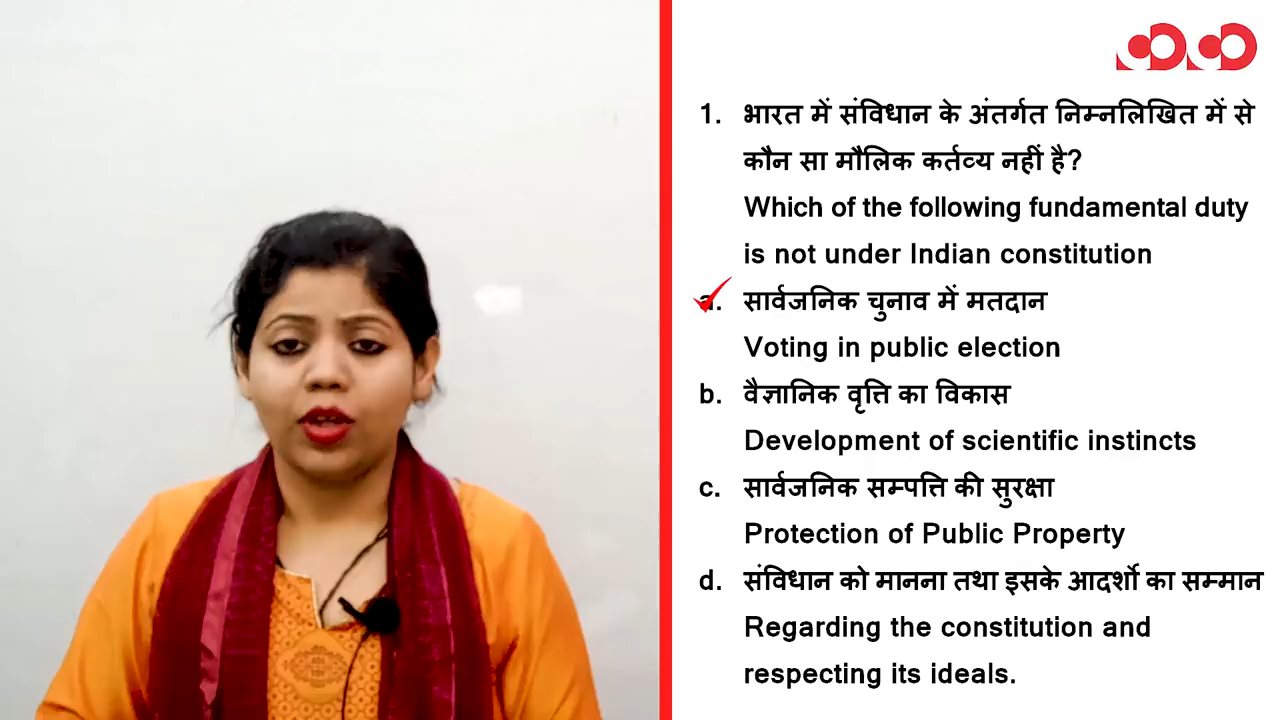 1. भारत में संविधान के अंतर्गत निम्नलिखित में से
कौन सा मौलिक कर्तव्य नहीं है?
Which of the following fundamental duty
is not under Indian constitution
a. सार्वजनिक चुनाव में मतदान
Voting in public election
b. वैज्ञानिक वृत्ति का विकास
Development of scientific instincts
c. सार्वजनिक सम्पत्ति की सुरक्षा
Protection of Public Property
d. संविधान को मानना तथा इसके आदर्शो का सम्मान
Regarding the constitution and
respecting its ideals.